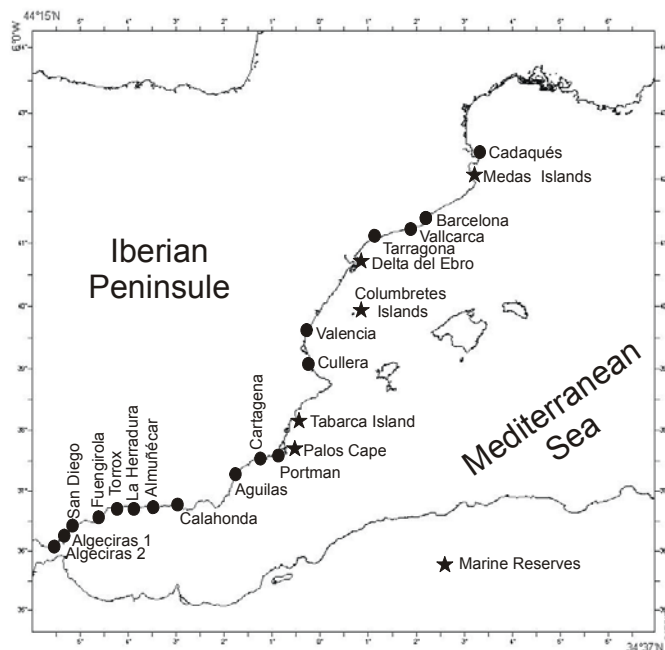 44°15'N
6°0'W
Cadaqués
Medas Islands
Barcelona
Vallcarca
Tarragona
Delta del Ebro
Iberian
Peninsule
Columbretes
Islands
Valencia
Cullera
Mediterranean
Sea
Tabarca Island
Cartagena
Palos Cape
Portman
Aguilas
San Diego
Fuengirola
Torrox
La Herradura
Almuñécar
Calahonda
Algeciras 1
Algeciras 2
Marine Reserves
34°37'N